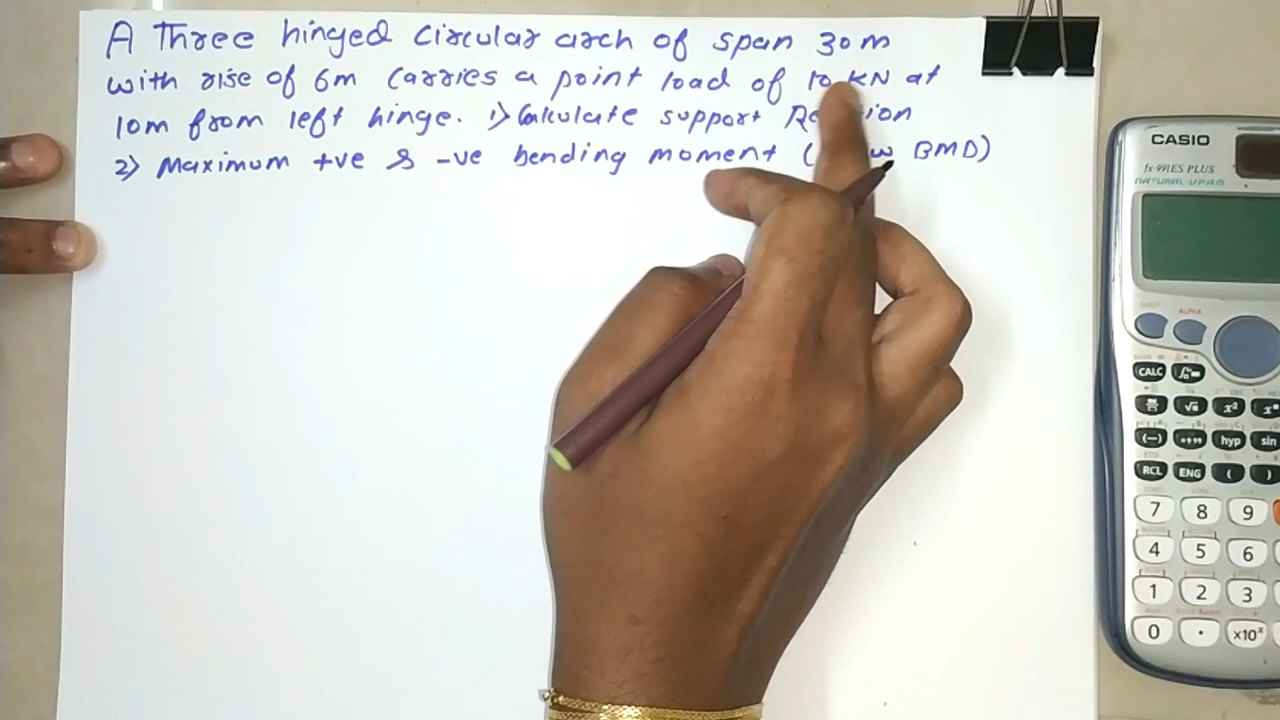 A Three hinged circular arch of span 30m
with rise of 6m Carries a point load of 10 KN at
10m from left hinge. 1) Calculate support
2) Maximum +ve & -ve bending moment ( BMD)
CASIO
fx-991ES PLUS
NATURAL-V.P.A.M.
SHIFT ALPHA
CALC
hyp sin
RCL ENG ( )
7 8 9
4 5 6
1 2 3
0 . ×10ˣ